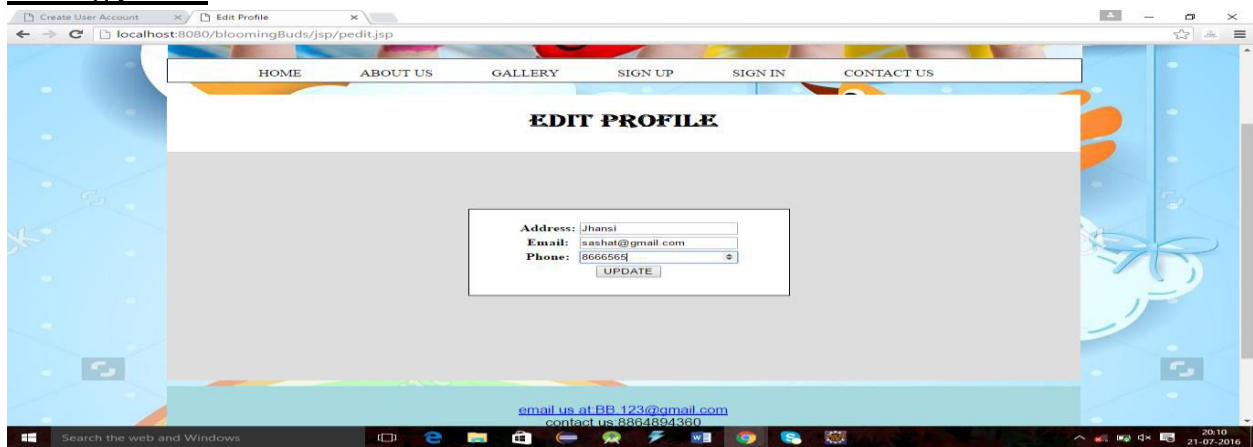 Create User Account
Edit Profile
localhost:8080/bloomingBuds/jsp/pedit.jsp
HOME ABOUT US GALLERY SIGN UP SIGN IN CONTACT US
EDIT PROFILE
Address: Jhansi
Email: sashat@gmail.com
Phone: 8666565
UPDATE
email us at:BB.123@gmail.com
contact us:8864894360
Search the web and Windows
20:10
21-07-2016